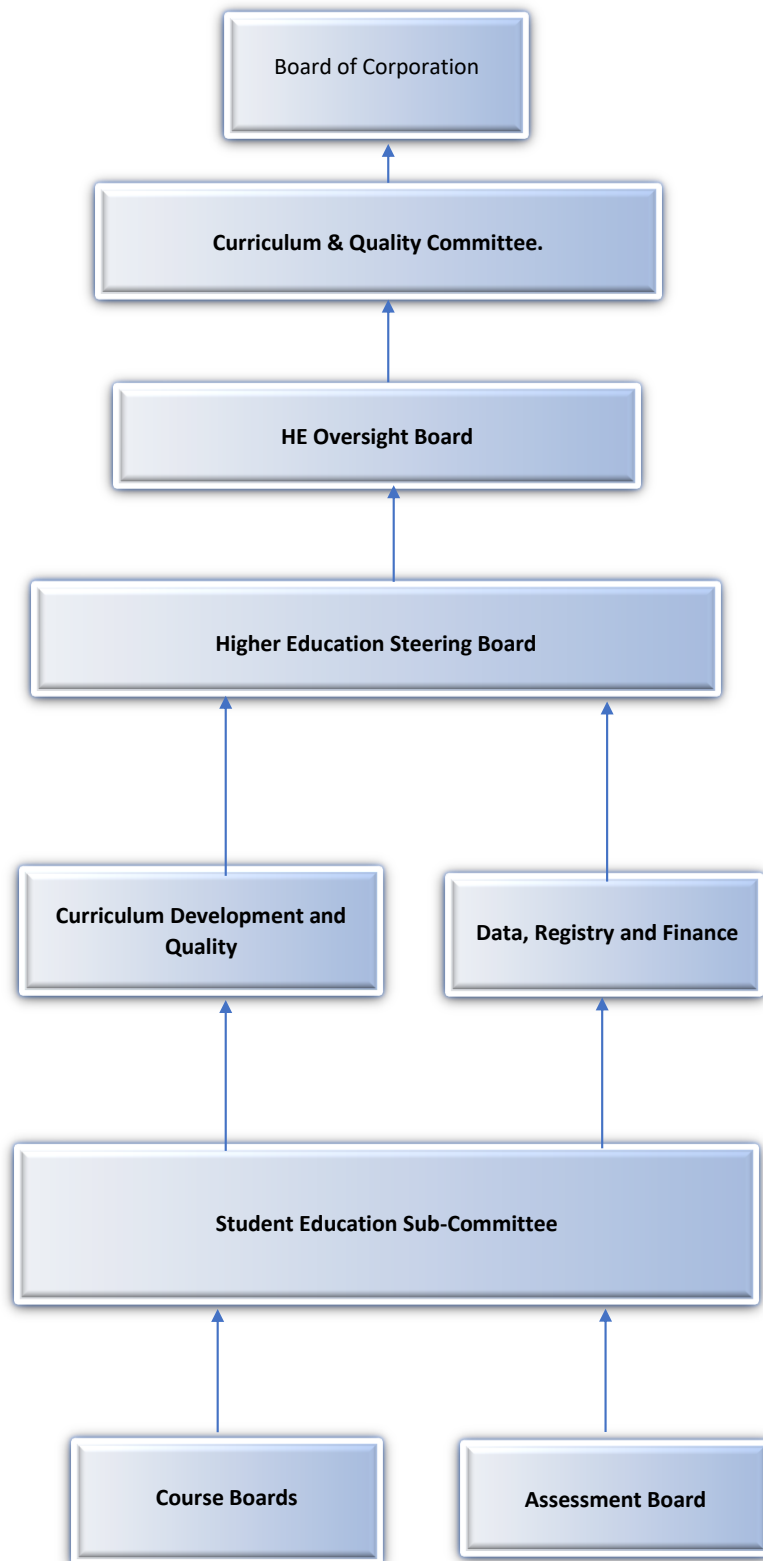 Board of Corporation
Curriculum & Quality Committee.
HE Oversight Board
Higher Education Steering Board
Curriculum Development and
Quality
Data, Registry and Finance
Student Education Sub-Committee
Course Boards
Assessment Board